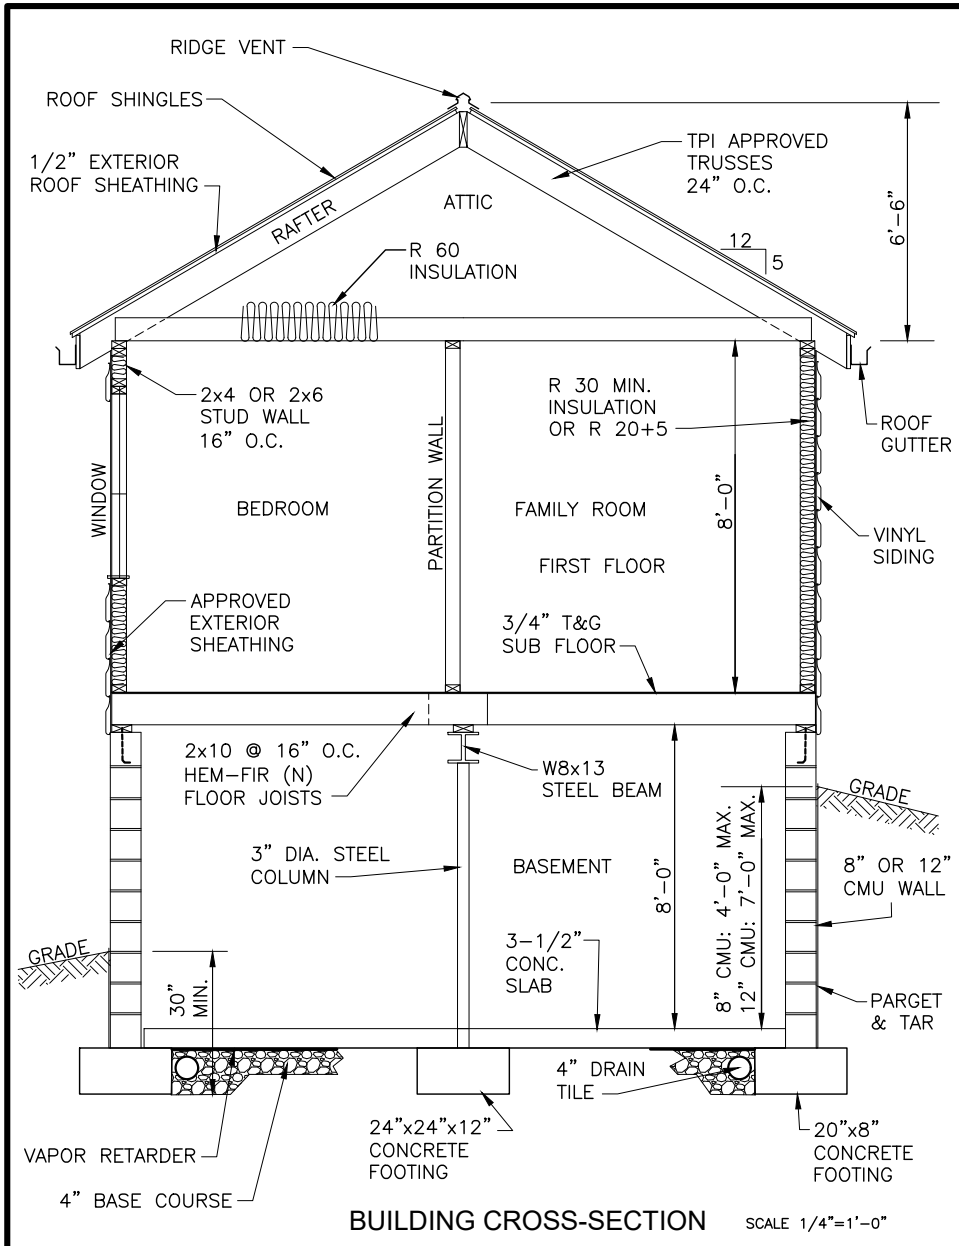 RIDGE VENT
ROOF SHINGLES
1/2" EXTERIOR
ROOF SHEATHING
TPI APPROVED
TRUSSES
24" O.C.
ATTIC
RAFTER
R 60
INSULATION
12
5
6'-6"
2x4 OR 2x6
STUD WALL
16" O.C.
R 30 MIN.
INSULATION
OR R 20+5
ROOF
GUTTER
WINDOW
BEDROOM
PARTITION WALL
FAMILY ROOM
8'-0"
FIRST FLOOR
VINYL
SIDING
APPROVED
EXTERIOR
SHEATHING
3/4" T&G
SUB FLOOR
2x10 @ 16" O.C.
HEM-FIR (N)
FLOOR JOISTS
W8x13
STEEL BEAM
GRADE
3" DIA. STEEL
COLUMN
BASEMENT
8'-0"
8" CMU: 4'-0" MAX.
12" CMU: 7'-0" MAX.
8" OR 12"
CMU WALL
GRADE
30"
MIN.
3-1/2"
CONC.
SLAB
PARGET
& TAR
4" DRAIN
TILE
24"x24"x12"
CONCRETE
FOOTING
20"x8"
CONCRETE
FOOTING
VAPOR RETARDER
4" BASE COURSE
BUILDING CROSS-SECTION
SCALE 1/4"=1'-0"